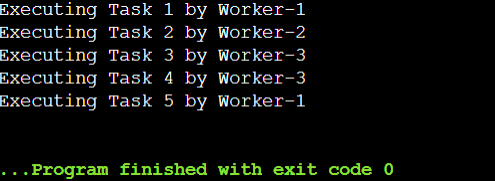 Executing Task 1 by Worker-1
Executing Task 2 by Worker-2
Executing Task 3 by Worker-3
Executing Task 4 by Worker-3
Executing Task 5 by Worker-1
...Program finished with exit code 0